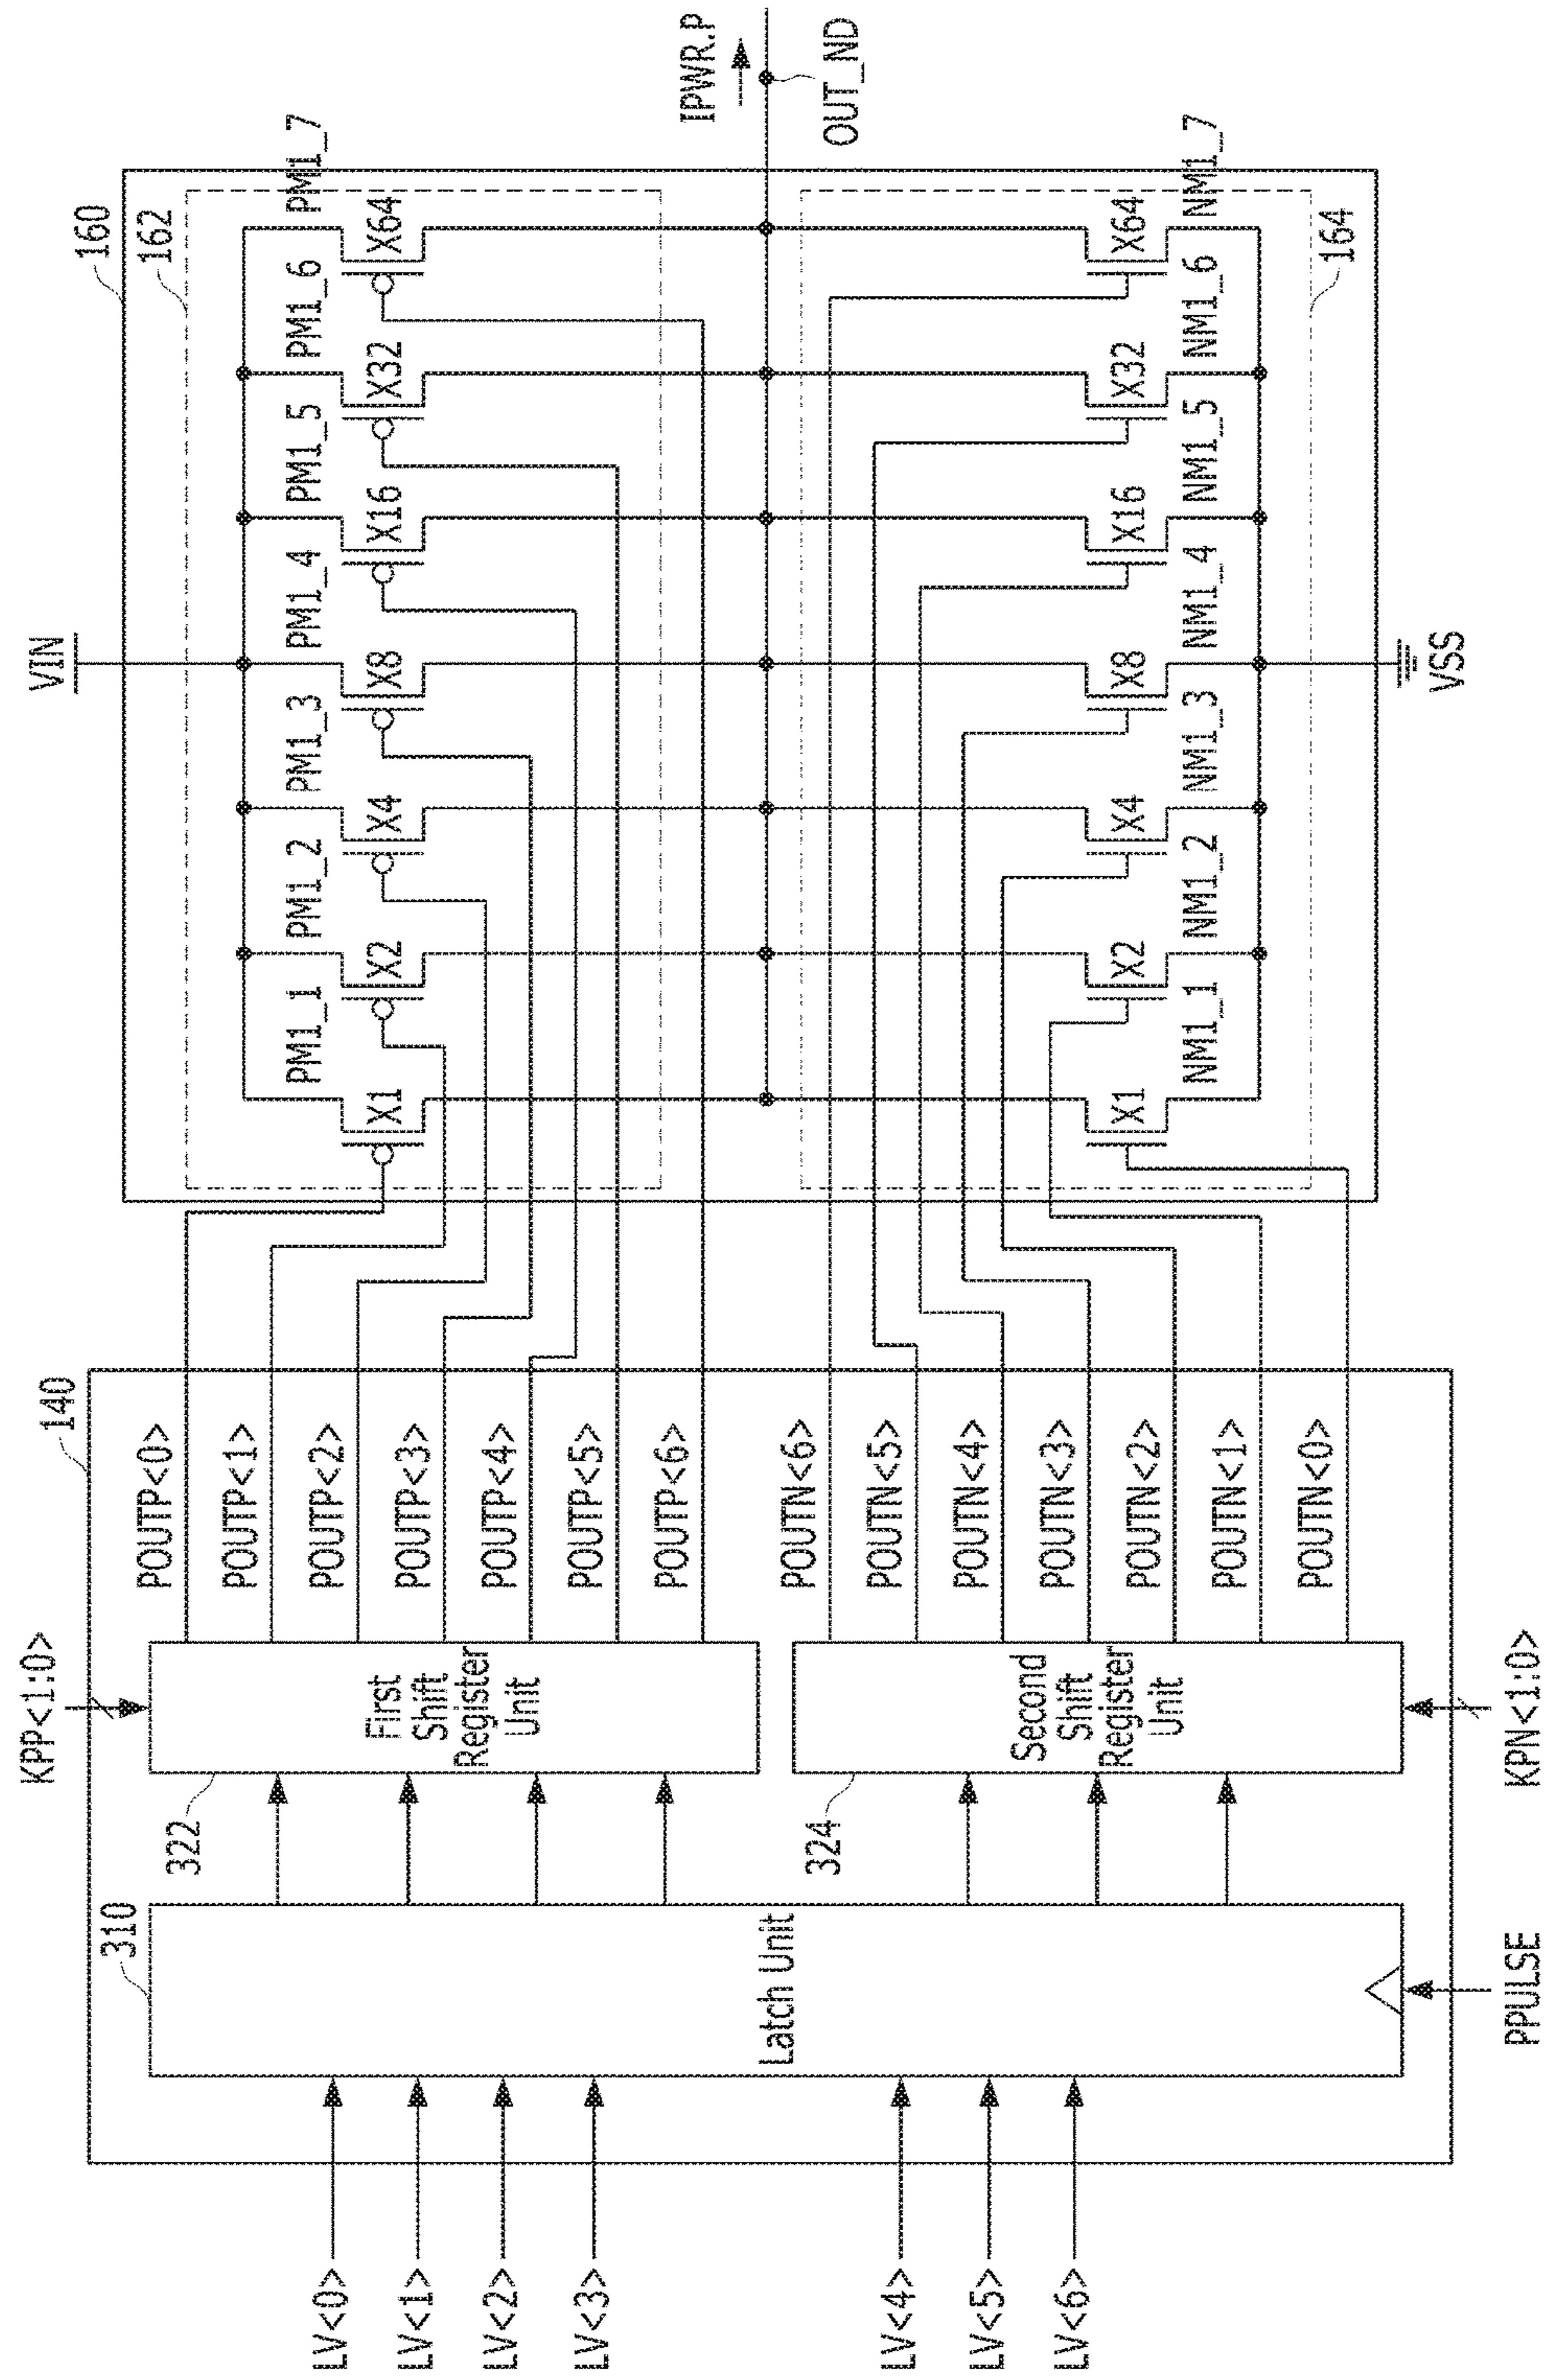 LV<0>
LV<1>
LV<2>
LV<3>
LV<4>
LV<5>
LV<6>
140
310
Latch Unit
PPULSE
322
First
Shift
Register
Unit
KPP<1:0>
324
Second
Shift
Register
Unit
KPN<1:0>
POUTP<0>
POUTP<1>
POUTP<2>
POUTP<3>
POUTP<4>
POUTP<5>
POUTP<6>
POUTN<6>
POUTN<5>
POUTN<4>
POUTN<3>
POUTN<2>
POUTN<1>
POUTN<0>
160
162
VIN
PM1_1
PM1_2
PM1_3
PM1_4
PM1_5
PM1_6
PM1_7
X1
X2
X4
X8
X16
X32
X64
IPWR.P
OUT_ND
X1
X2
X4
X8
X16
X32
X64
NM1_1
NM1_2
NM1_3
NM1_4
NM1_5
NM1_6
NM1_7
164
VSS